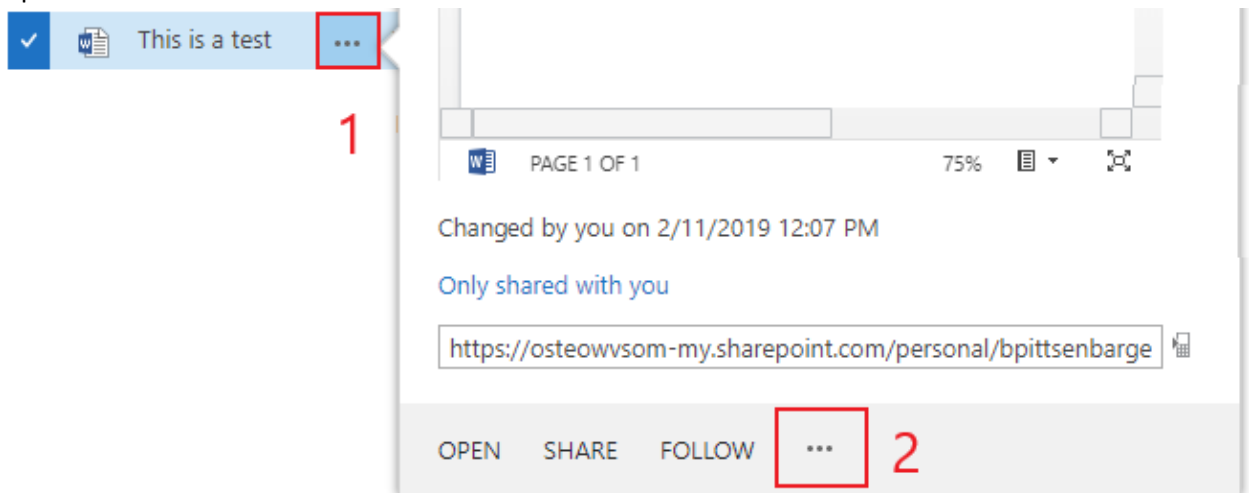 This is a test ...
1
PAGE 1 OF 1 75%
Changed by you on 2/11/2019 12:07 PM
Only shared with you
https://osteowvsom-my.sharepoint.com/personal/bpittsenbarge
OPEN SHARE FOLLOW ... 2